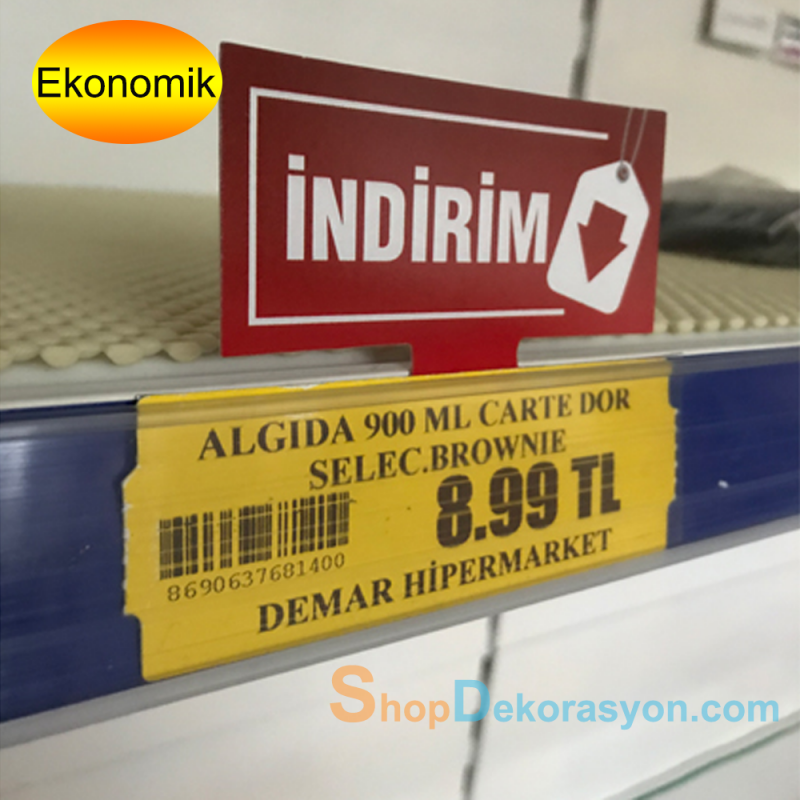 Ekonomik
İNDİRİM
ALGIDA 900 ML CARTE DOR
SELEC.BROWNIE
8.99 TL
8690637681400
DEMAR HİPERMARKET
ShopDekorasyon.com